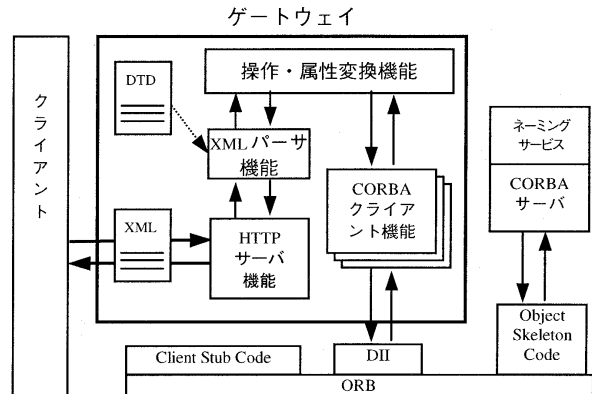 ゲートウェイ
クライアント
DTD
操作・属性変換機能
XML パーサ
機能
ネーミング
サービス
CORBA
サーバ
CORBA
クライア
ント機能
XML
HTTP
サーバ
機能
Object
Skeleton
Code
Client Stub Code
DII
ORB